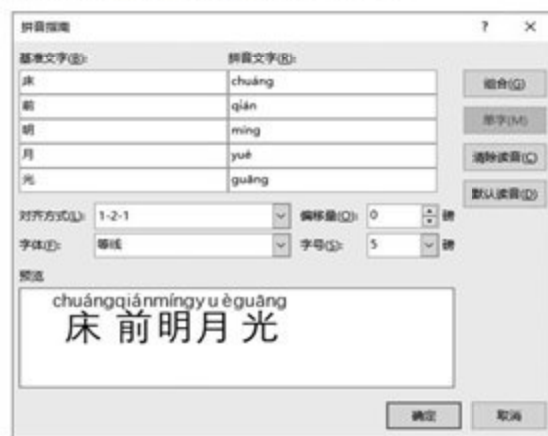 拼音指南 ? ×
基准文字(B): 拼音文字(R):
床 chuáng 组合(G)
前 qián 单字(M)
明 míng
月 yuè 清除读音(C)
光 guāng 默认读音(D)
对齐方式(L): 1-2-1 偏移量(O): 0 磅
字体(F): 等线 字号(S): 5 磅
预览
chuángqiánmíngyuèguāng
床前明月光
确定 取消